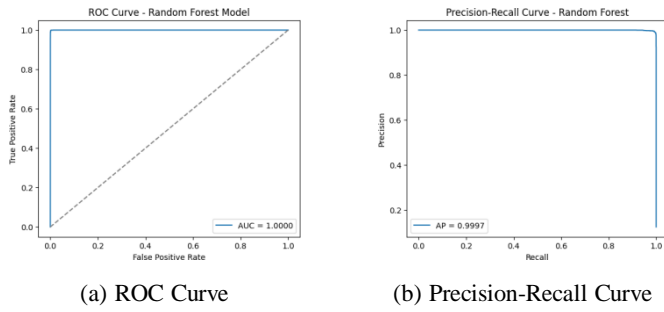 ROC Curve - Random Forest Model
True Positive Rate
1.0
0.8
0.6
0.4
0.2
0.0
0.0 0.2 0.4 0.6 0.8 1.0
False Positive Rate
AUC = 1.0000
(a) ROC Curve
Precision-Recall Curve - Random Forest
Precision
1.0
0.8
0.6
0.4
0.2
0.0 0.2 0.4 0.6 0.8 1.0
Recall
AP = 0.9997
(b) Precision-Recall Curve